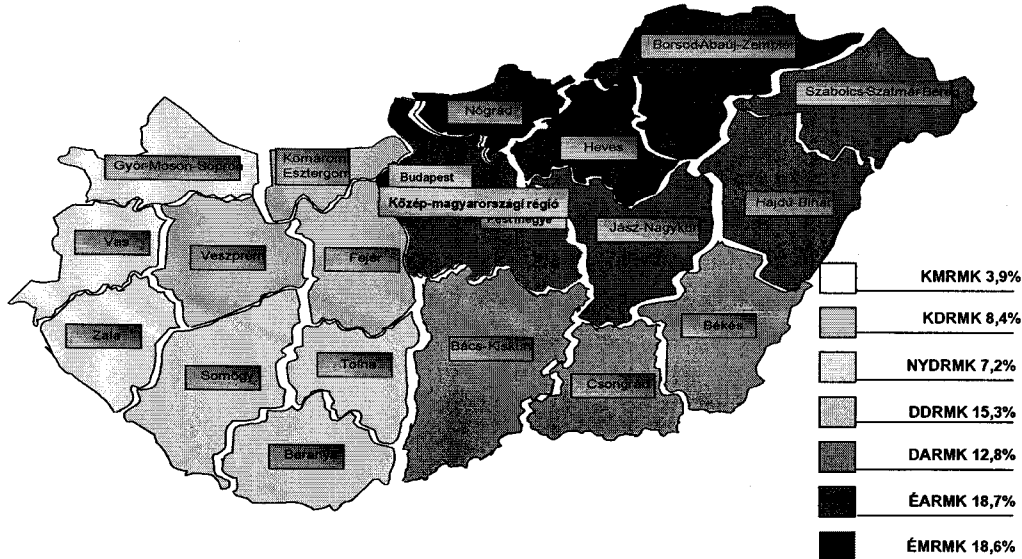 Borsod-Abaúj-Zemplén
Szabolcs-Szatmár-Bereg
Nógrád
Heves
Győr-Moson-Sopron
Komárom
Esztergom
Budapest
Közép-magyarországi régió
Pest megye
Hajdú-Bihar
Jász-Nagykun
Vas
Veszprém
Fejér
Zala
Somogy
Tolna
Bács-Kiskun
Békés
Csongrád
Baranya
KMRMK 3,9%
KDRMK 8,4%
NYDRMK 7,2%
DDRMK 15,3%
DARMK 12,8%
ÉARMK 18,7%
ÉMRMK 18,6%